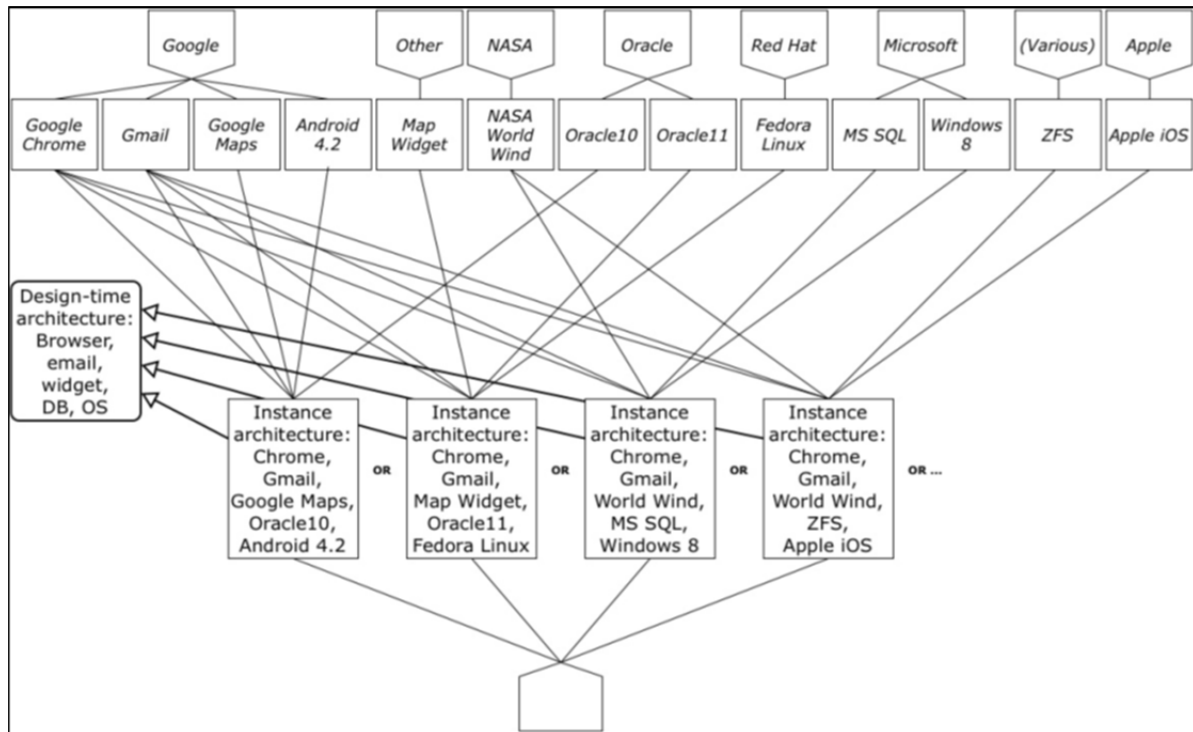 Google
Other
NASA
Oracle
Red Hat
Microsoft
(Various)
Apple
Google
Chrome
Gmail
Google
Maps
Android
4.2
Map
Widget
NASA
World
Wind
Oracle10
Oracle11
Fedora
Linux
MS SQL
Windows
8
ZFS
Apple iOS
Design-time
architecture:
Browser,
email,
widget,
DB, OS
Instance
architecture:
Chrome,
Gmail,
Google Maps,
Oracle10,
Android 4.2
OR
Instance
architecture:
Chrome,
Gmail,
Map Widget,
Oracle11,
Fedora Linux
OR
Instance
architecture:
Chrome,
Gmail,
World Wind,
MS SQL,
Windows 8
OR
Instance
architecture:
Chrome,
Gmail,
World Wind,
ZFS,
Apple iOS
OR ...